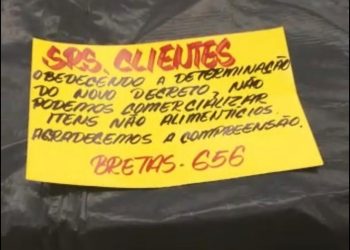 SRS. CLIENTES
OBEDECENDO A DETERMINAÇÃO
DO NOVO DECRETO, NÃO
PODEMOS COMERCIALIZAR
ITENS NÃO ALIMENTÍCIOS.
AGRADECEMOS A COMPREENSÃO.
BRETAS - 656